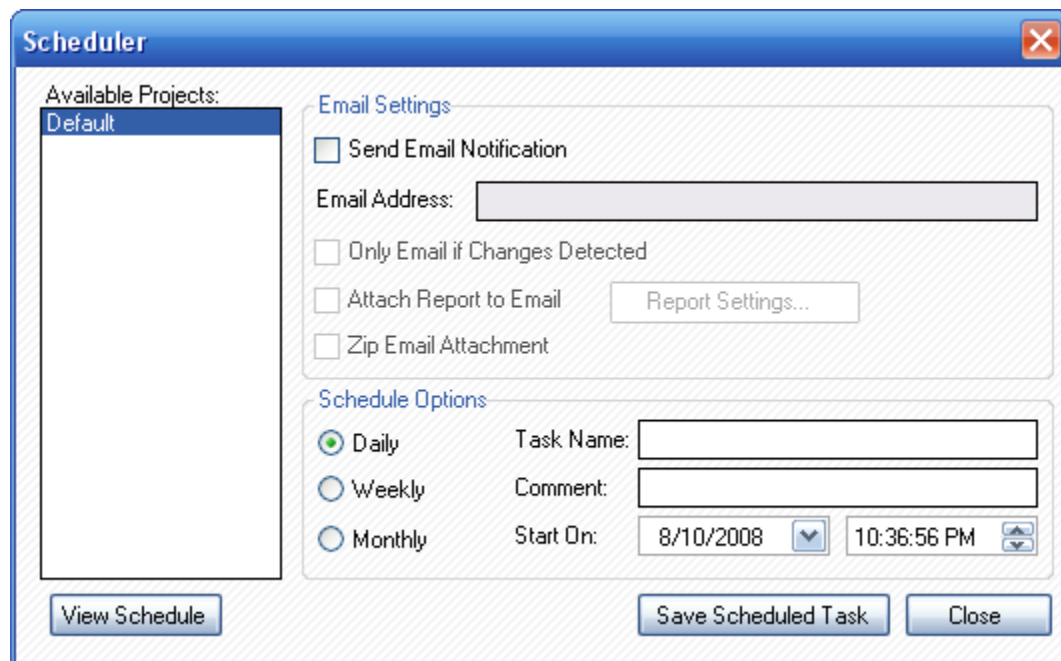 Scheduler
Available Projects:
Default
Email Settings
Send Email Notification
Email Address:
Only Email if Changes Detected
Attach Report to Email
Report Settings...
Zip Email Attachment
Schedule Options
Daily
Task Name:
Weekly
Comment:
Monthly
Start On:
8/10/2008
10:36:56 PM
View Schedule
Save Scheduled Task
Close